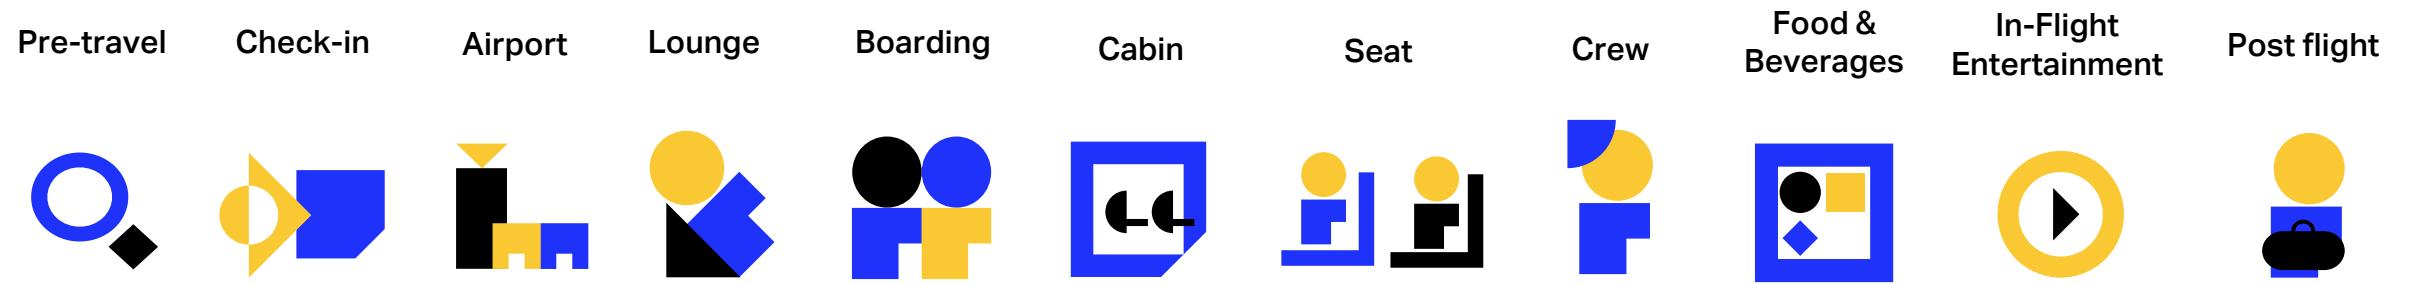 Pre-travel
Check-in
Airport
Lounge
Boarding
Cabin
Seat
Crew
Food &
Beverages
In-Flight
Entertainment
Post flight